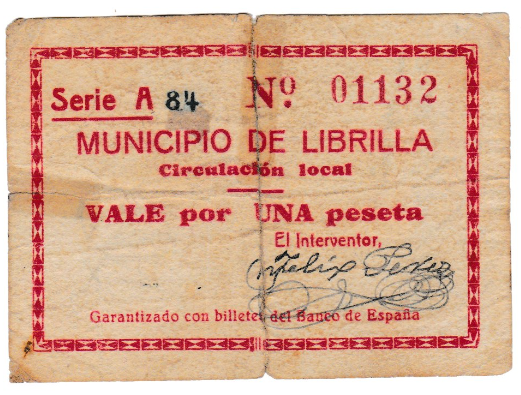 Serie A 84 Nº 01132
MUNICIPIO DE LIBRILLA
Circulación local
VALE por UNA peseta
El Interventor,
Felix
Garantizado con billetes del Banco de España